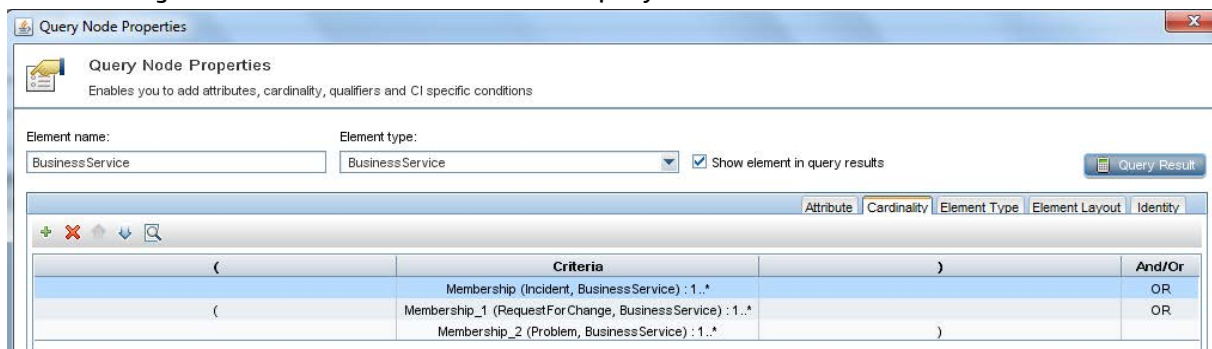 Query Node Properties
Query Node Properties
Enables you to add attributes, cardinality, qualifiers and CI specific conditions
Element name: Element type:
BusinessService BusinessService Show element in query results Query Result
Attribute Cardinality Element Type Element Layout Identity
( Criteria ) And/Or
Membership (Incident, BusinessService) : 1..* OR
( Membership_1 (RequestForChange, BusinessService) : 1..* OR
Membership_2 (Problem, BusinessService) : 1..* )